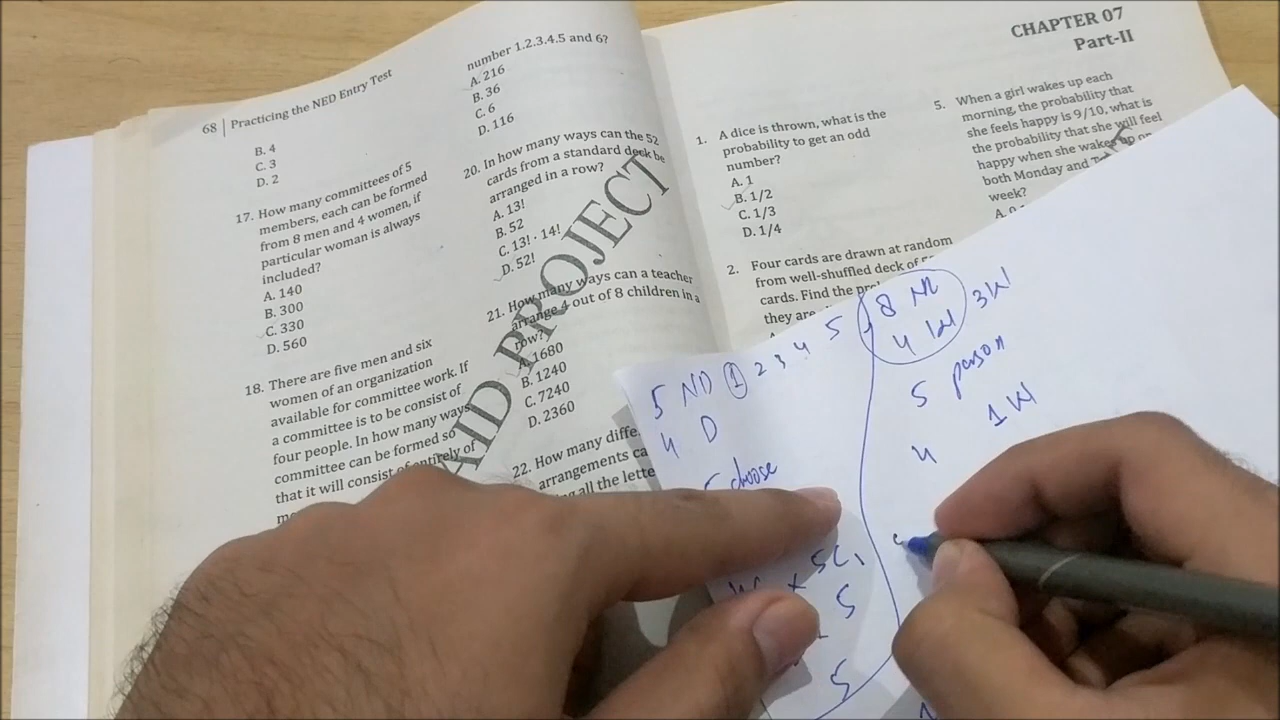 68 | Practicing the NED Entry Test
B. 4
C. 3
D. 2
17. How many committees of 5
members, each can be formed
from 8 men and 4 women, if
particular woman is always
included?
A. 140
B. 300
C. 330
D. 560
18. There are five men and six
women of an organization
available for committee work. If
a committee is to be consist of
four people. In how many ways
committee can be formed so
that it will consist of entirely of
number 1.2.3.4.5 and 6?
A. 216
B. 36
C. 6
D. 116
20. In how many ways can the 52
cards from a standard deck be
arranged in a row?
A. 13!
B. 52
C. 13! · 14!
D. 52!
21. How many ways can a teacher
arrange 4 out of 8 children in a
row?
A. 1680
B. 1240
C. 7240
D. 2360
22. How many
arrangements
all the
AID PROJECT
CHAPTER 07
Part-II
1. A dice is thrown, what is the
probability to get an odd
number?
A. 1
B. 1/2
C. 1/3
D. 1/4
2. Four cards are drawn at random
from well-shuffled deck of
cards. Find the
they are
5. When a girl wakes up each
morning, the probability that
she feels happy is 9/10, what is
the probability that she will feel
happy when she wakes up on
both Monday and
week?
5 ND 1 2 3 4 5
4 D
choose
× 5C1
5
5
8 M
4 W 3W
5 person
1 W
4